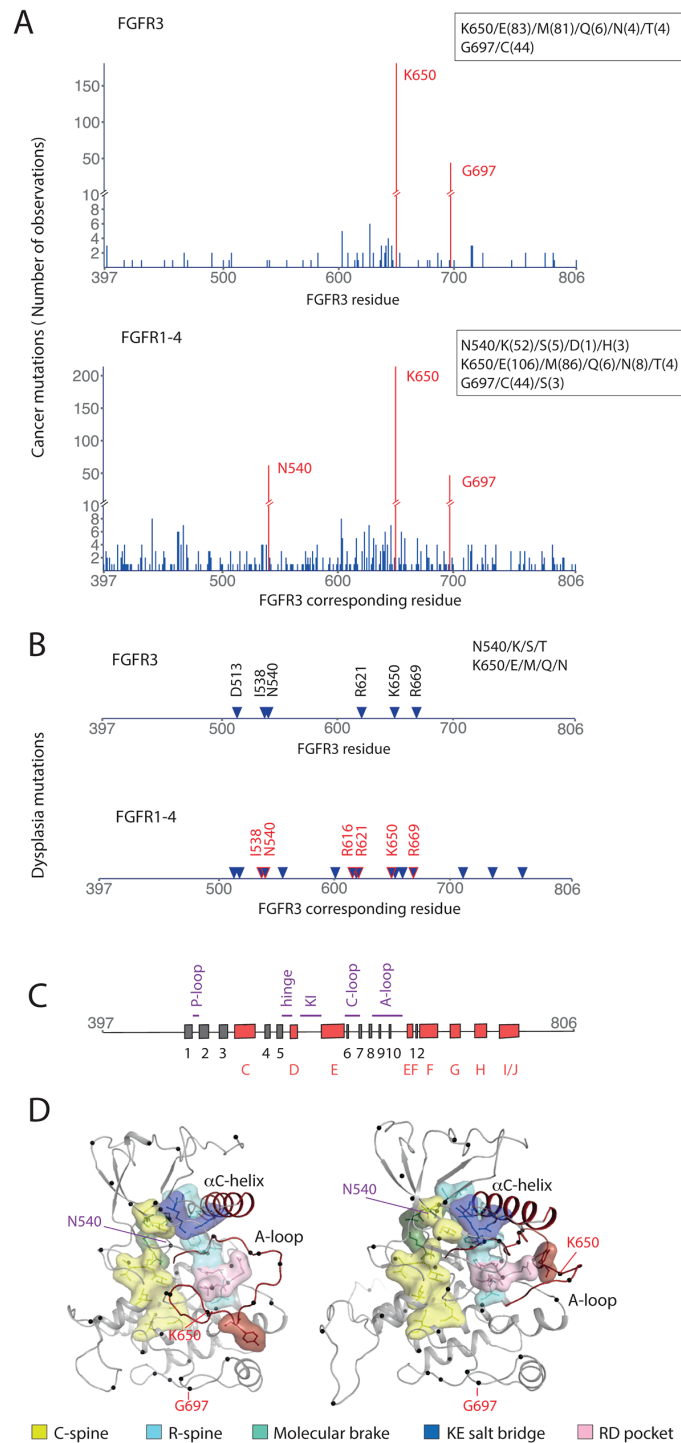 A
FGFR3
K650/E(83)/M(81)/Q(6)/N(4)/T(4)
G697/C(44)
Cancer mutations ( Number of observations)
150
100
50
10
8
6
4
2
K650
G697
397
500
600
700
806
FGFR3 residue
FGFR1-4
N540/K(52)/S(5)/D(1)/H(3)
K650/E(106)/M(86)/Q(6)/N(8)/T(4)
G697/C(44)/S(3)
200
150
100
50
10
8
6
4
2
K650
N540
G697
397
500
600
700
806
FGFR3 corresponding residue
B
FGFR3
N540/K/S/T
K650/E/M/Q/N
Dysplasia mutations
D513
I538
N540
R621
K650
R669
397
500
600
700
806
FGFR3 residue
FGFR1-4
I538
N540
R616
R621
K650
R669
397
500
600
700
806
FGFR3 corresponding residue
C
P-loop
hinge
KI
C-loop
A-loop
397
806
1 2 3 4 5 6 7 8 9 10 12
C D E EF F G H I/J
D
αC-helix
N540
A-loop
K650
G697
αC-helix
N540
K650
A-loop
G697
C-spine R-spine Molecular brake KE salt bridge RD pocket